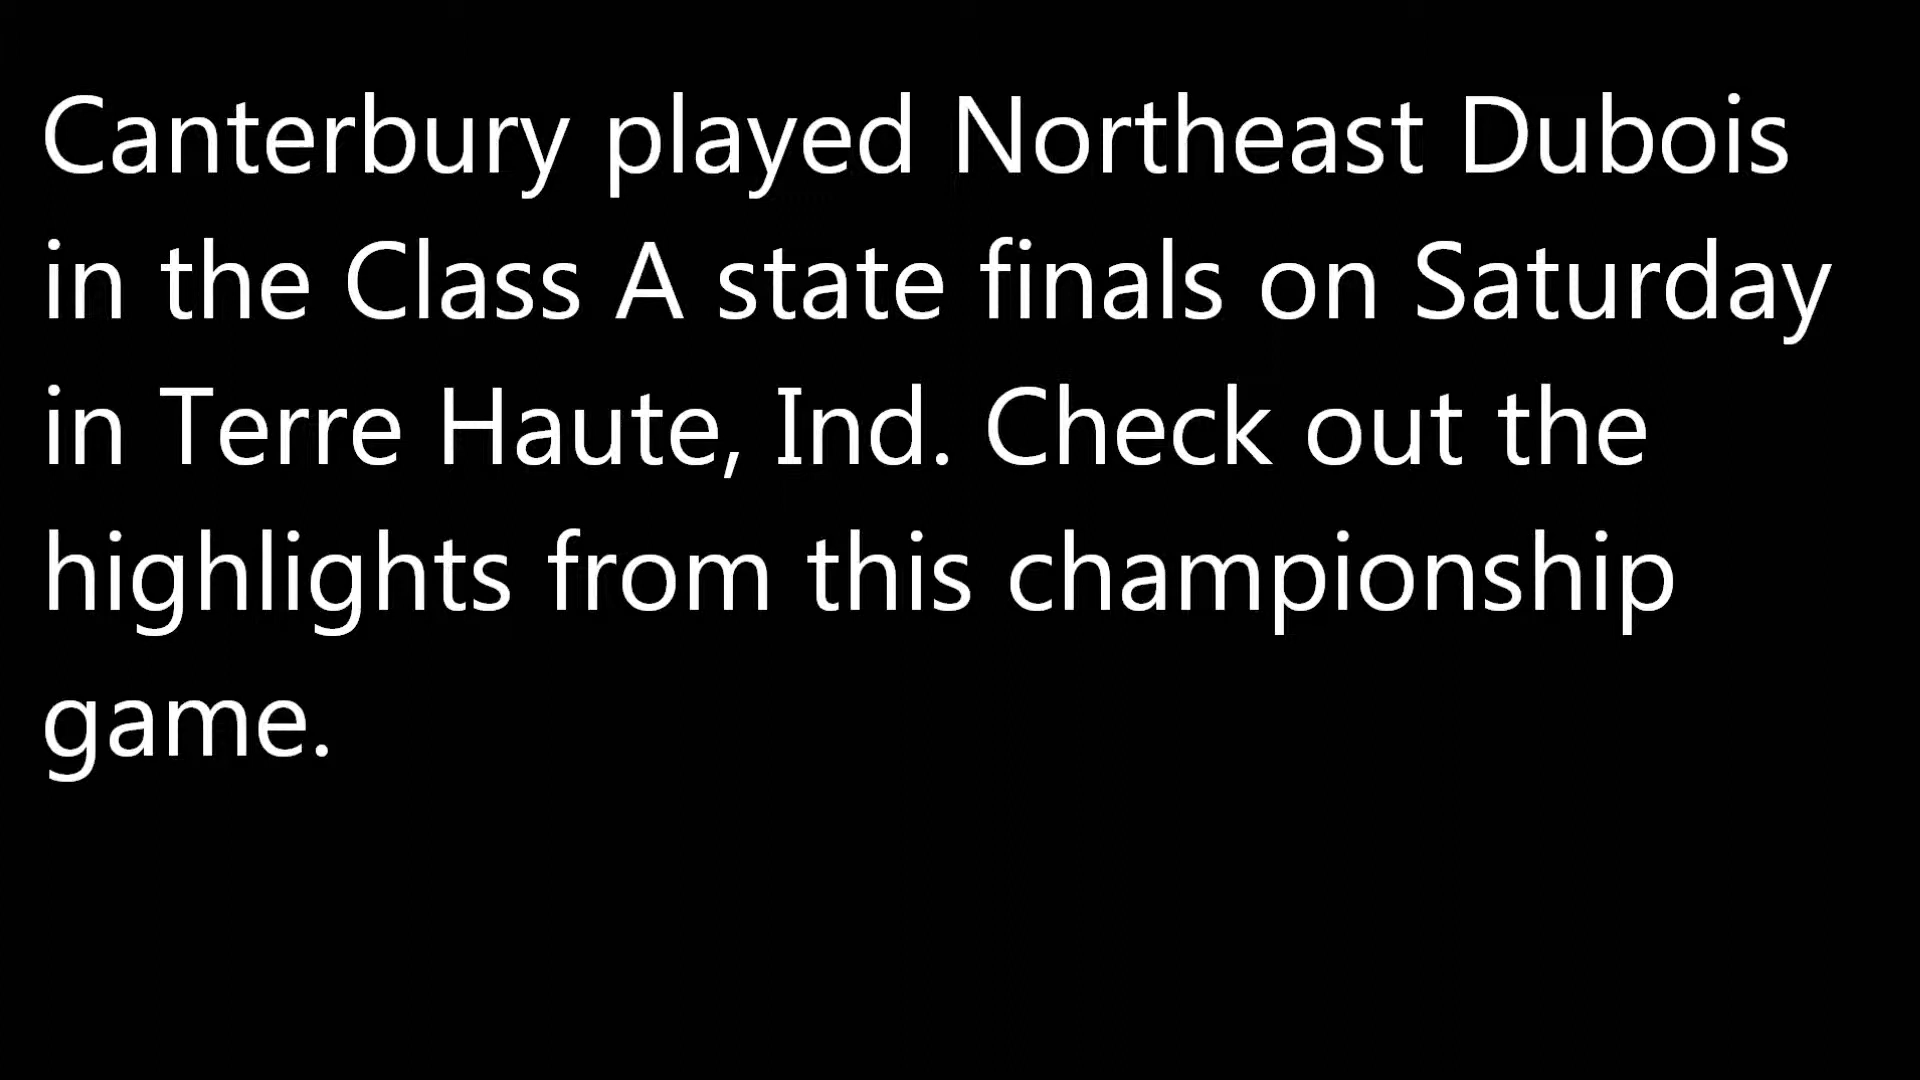 Canterbury played Northeast Dubois
in the Class A state finals on Saturday
in Terre Haute, Ind. Check out the
highlights from this championship
game.